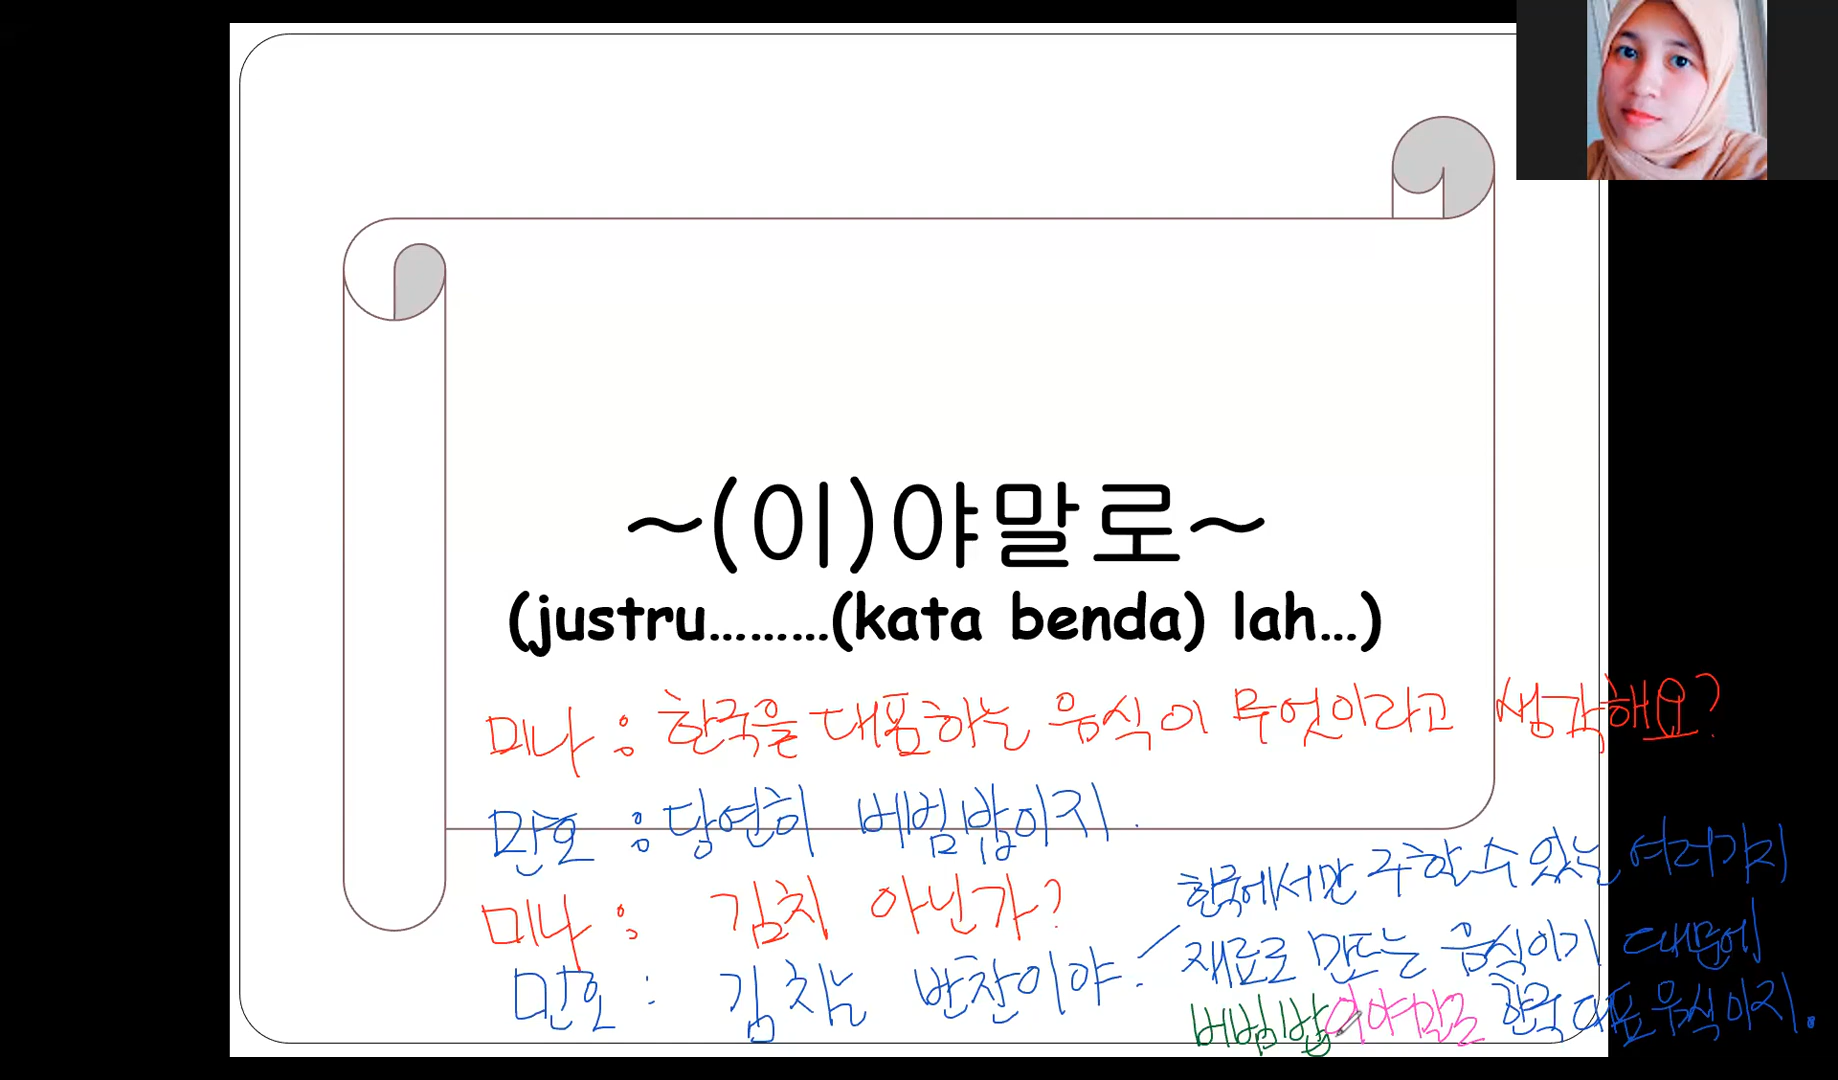 ~(이)야말로~
(justru.........(kata benda) lah...)
미나 : 한국을 대표하는 음식이 무엇이라고 생각해요?
만호 : 당연히 베빔밥이지.
미나 : 김치 아닌가?
만호 : 김치는 반찬이야.
한국에서만 구할 수 있는 여러가지
재료로 만드는 음식이기 때문에
베빔밥이야말로 한국 대표 음식이지.